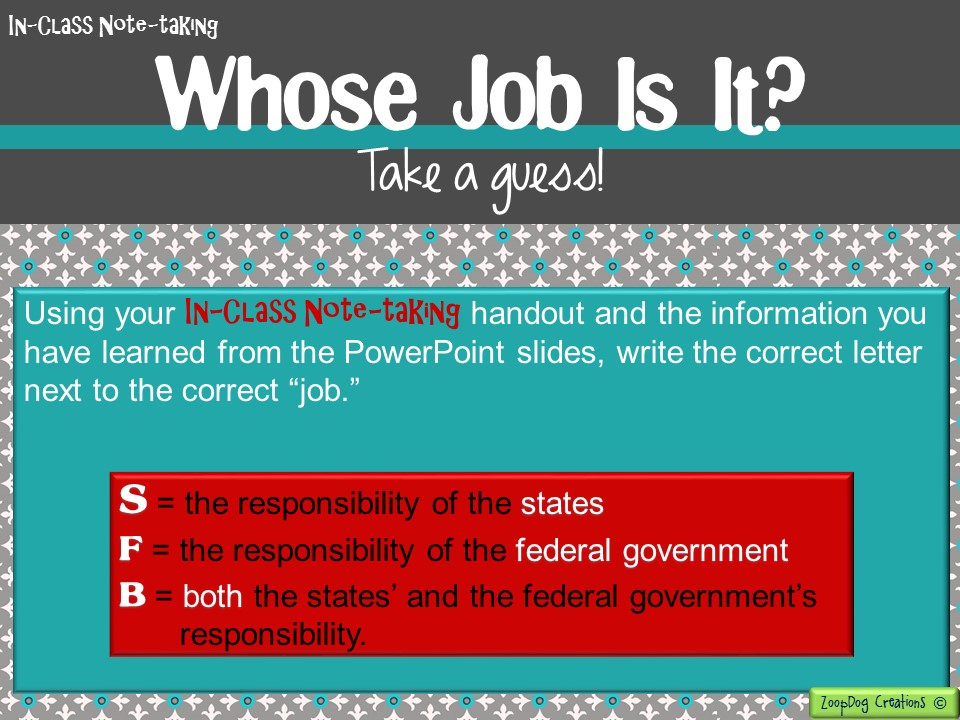 In-Class Note-taking
Whose Job Is It?
Take a guess!
Using your In-Class Note-taking handout and the information you
have learned from the PowerPoint slides, write the correct letter
next to the correct “job.”
S = the responsibility of the states
F = the responsibility of the federal government
B = both the states’ and the federal government’s
responsibility.
ZoopDog Creations ©